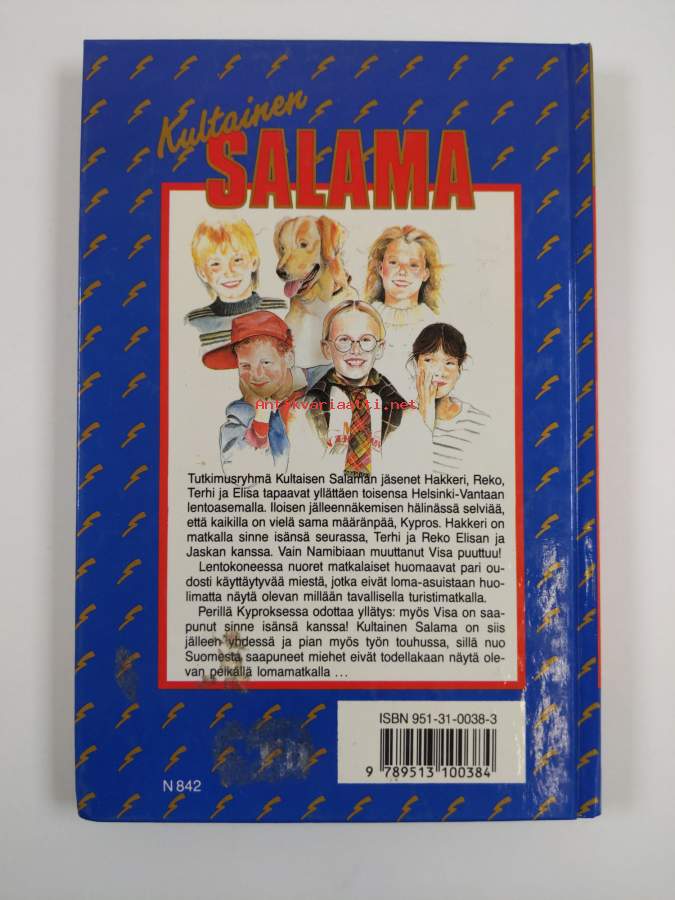 Kultainen
SALAMA
Antikvariaatti.net
Tutkimusryhmä Kultaisen Salaman jäsenet Hakkeri, Reko,
Terhi ja Elisa tapaavat yllättäen toisensa Helsinki-Vantaan
lentoasemalla. Iloisen jälleennäkemisen hälinässä selviää,
että kaikilla on vielä sama määränpää, Kypros. Hakkeri on
matkalla sinne isänsä seurassa, Terhi ja Reko Elisan ja
Jaskan kanssa. Vain Namibiaan muuttanut Visa puuttuu!
Lentokoneessa nuoret matkalaiset huomaavat pari ou-
dosti käyttäytyvää miestä, jotka eivät loma-asuistaan huo-
limatta näytä olevan millään tavallisella turistimatkalla.
Perillä Kyproksessa odottaa yllätys: myös Visa on saa-
punut sinne isänsä kanssa! Kultainen Salama on siis
jälleen yhdessä ja pian myös työn touhussa, sillä nuo
Suomesta saapuneet miehet eivät todellakaan näytä ole-
van pelkällä lomamatkalla ...
ISBN 951-31-0038-3
9 789513 100384
N 842